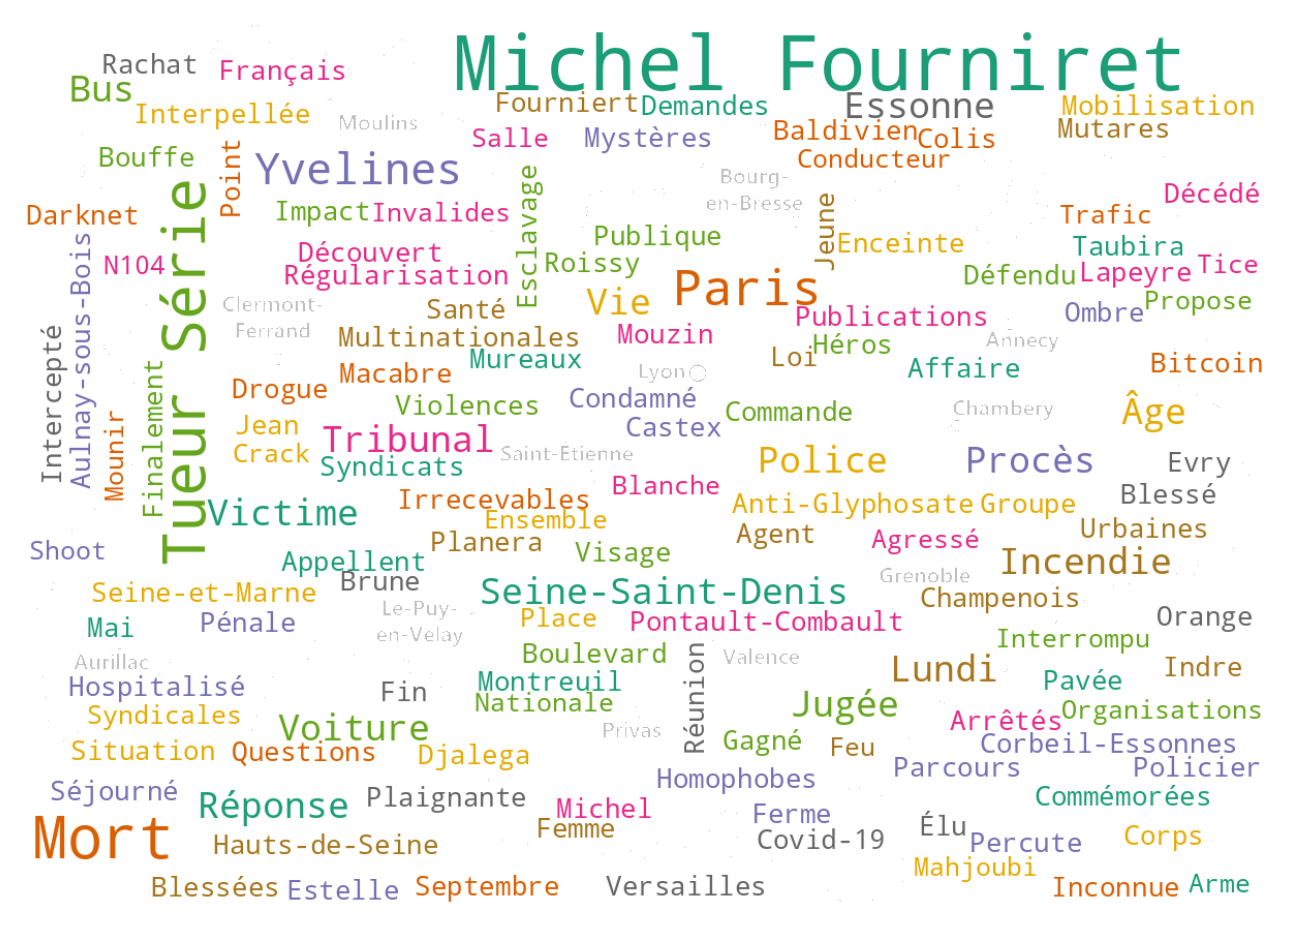 Michel Fourniret
Rachat
Français
Bus
Interpellée
Moulins
Fourniert
Demandes
Essonne
Mobilisation
Salle
Mystères
Baldivien
Colis
Mutares
Conducteur
Bouffe
Point
Yvelines
Bourg-
en-Bresse
Décédé
Darknet
Tueur Série
Impact
Invalides
Esclavage
Publique
Jeune
Enceinte
Trafic
Taubira
Aulnay-sous-Bois
N104
Découvert
Régularisation
Roissy
Paris
Défendu
Lapeyre
Tice
Clermont-
Ferrand
Santé
Vie
Publications
Ombre
Propose
Intercepté
Multinationales
Mouzin
Héros
Annecy
Mureaux
Loi
Affaire
Bitcoin
Finalement
Drogue
Macabre
Lyon
Violences
Condamné
Commande
Chambery
Âge
Mounir
Jean
Crack
Tribunal
Castex
Saint-Etienne
Syndicats
Police
Procès
Evry
Blanche
Blessé
Victime
Irrecevables
Ensemble
Anti-Glyphosate
Groupe
Shoot
Planera
Visage
Agent
Agressé
Urbaines
Appellent
Brune
Incendie
Seine-et-Marne
Seine-Saint-Denis
Grenoble
Champenois
Mai
Pénale
Le-Puy-
en-Velay
Place
Pontault-Combault
Orange
Interrompu
Aurillac
Boulevard
Réunion
Valence
Lundi
Indre
Hospitalisé
Fin
Montreuil
Nationale
Pavée
Syndicales
Voiture
Privas
Jugée
Arrêtés
Organisations
Situation
Questions
Djalega
Gagné
Feu
Corbeil-Essonnes
Séjourné
Réponse
Plaignante
Homophobes
Parcours
Policier
Michel
Commémorées
Mort
Hauts-de-Seine
Femme
Ferme
Covid-19
Élu
Percute
Corps
Mahjoubi
Blessées
Estelle
Septembre
Versailles
Inconnue
Arme